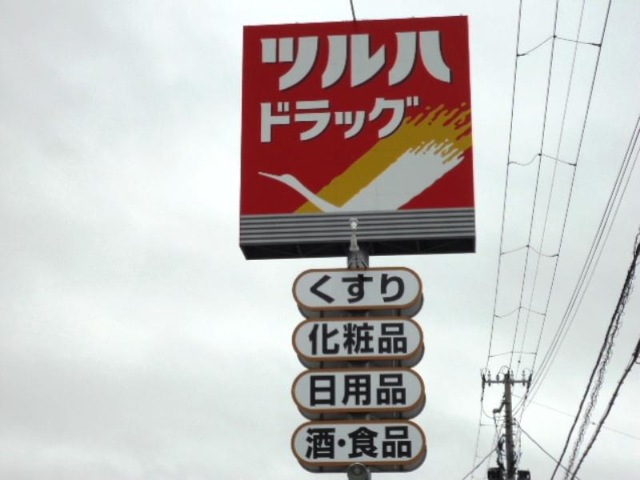 ツルハ
ドラッグ
くすり
化粧品
日用品
酒・食品